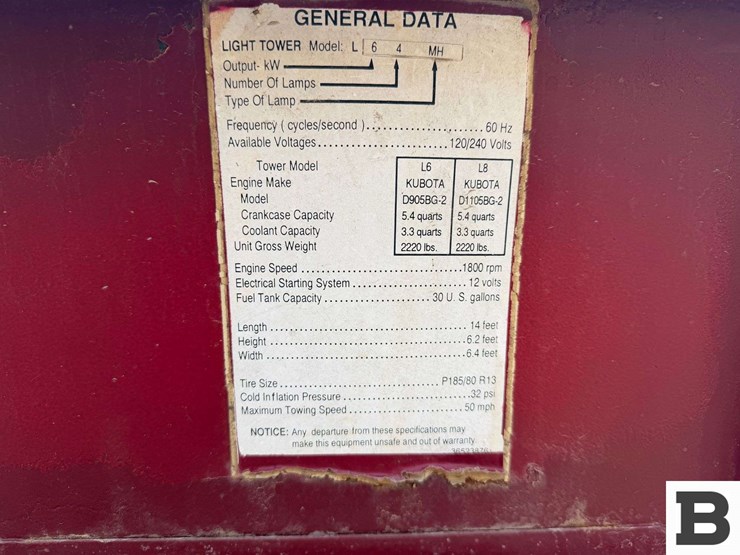 GENERAL DATA
LIGHT TOWER Model: L 6 4 MH
Output- kW
Number Of Lamps
Type Of Lamp
Frequency ( cycles/second )...................... 60 Hz
Available Voltages........................120/240 Volts
Tower Model L6 L8
Engine Make KUBOTA KUBOTA
Model D905BG-2 D1105BG-2
Crankcase Capacity 5.4 quarts 5.4 quarts
Coolant Capacity 3.3 quarts 3.3 quarts
Unit Gross Weight 2220 lbs. 2220 lbs.
Engine Speed ..............................1800 rpm
Electrical Starting System ..................... 12 volts
Fuel Tank Capacity .................... 30 U. S. gallons
Length ..................................... 14 feet
Height .....................................6.2 feet
Width ......................................6.4 feet
Tire Size .............................. P185/80 R13
Cold Inflation Pressure ........................32 psi
Maximum Towing Speed ...................... 50 mph
NOTICE: Any departure from these specifications may
make this equipment unsafe and out of warranty.
B